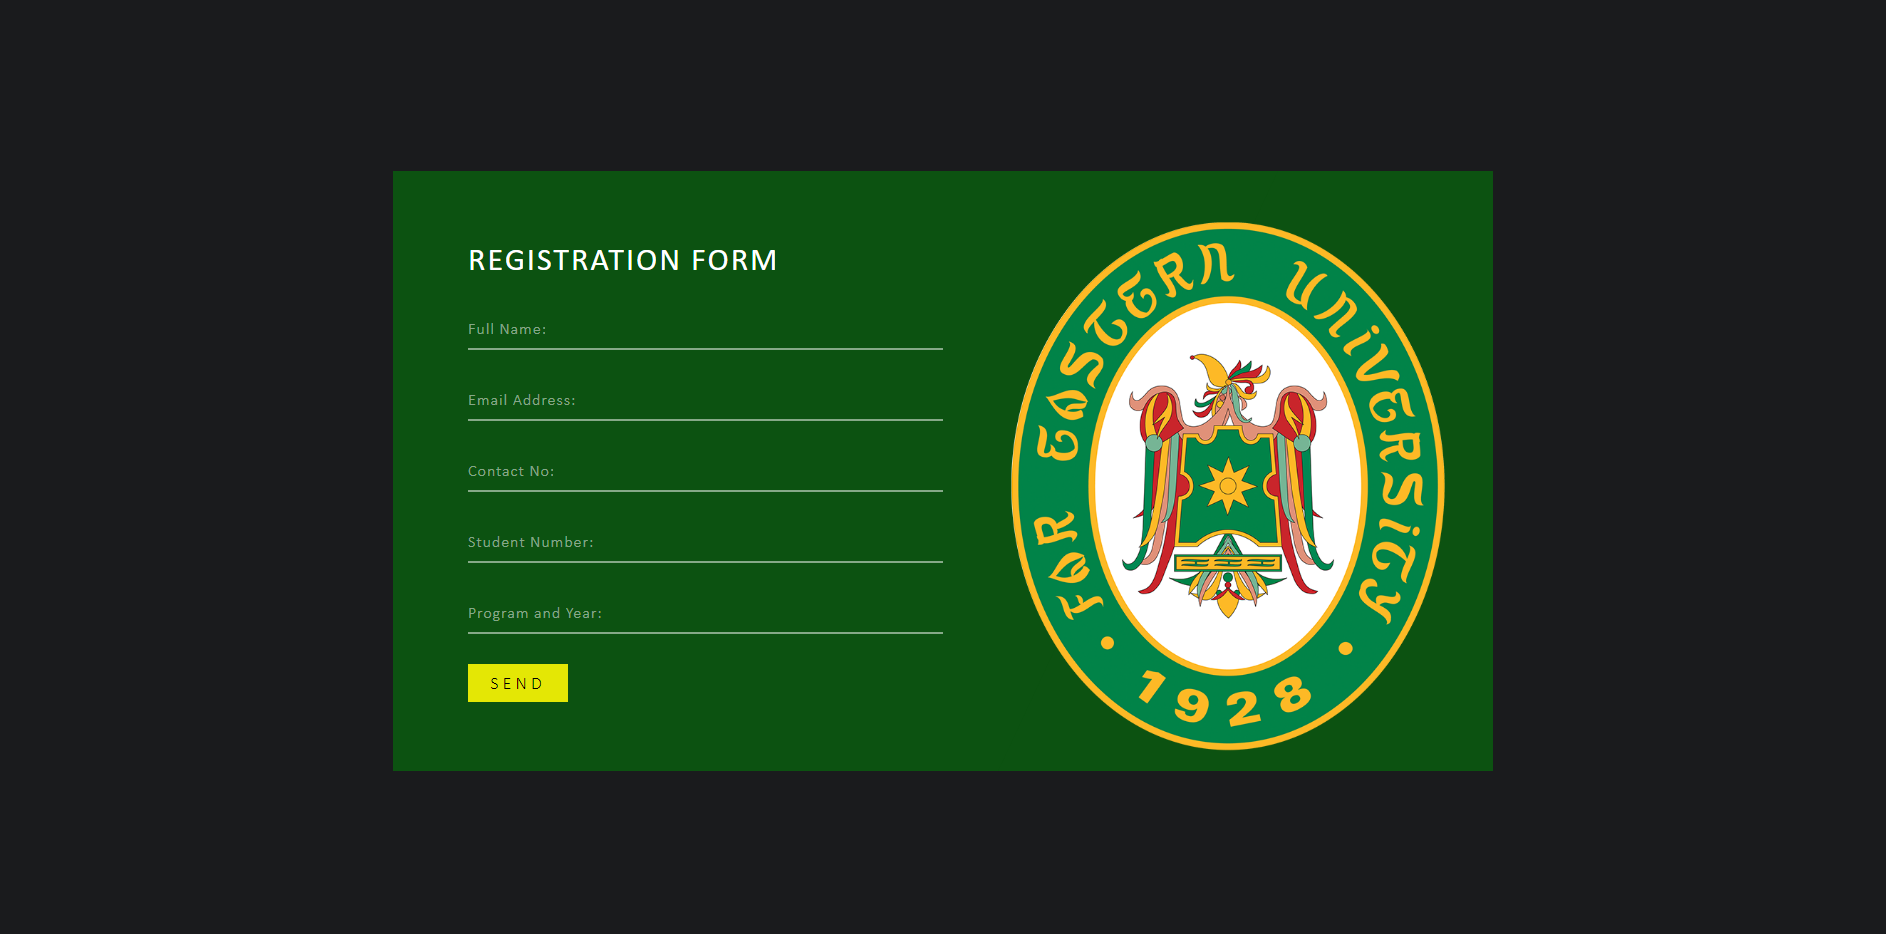 REGISTRATION FORM
Full Name:
Email Address:
Contact No:
Student Number:
Program and Year:
SEND
FAR EASTERN UNIVERSITY
• 1928 •